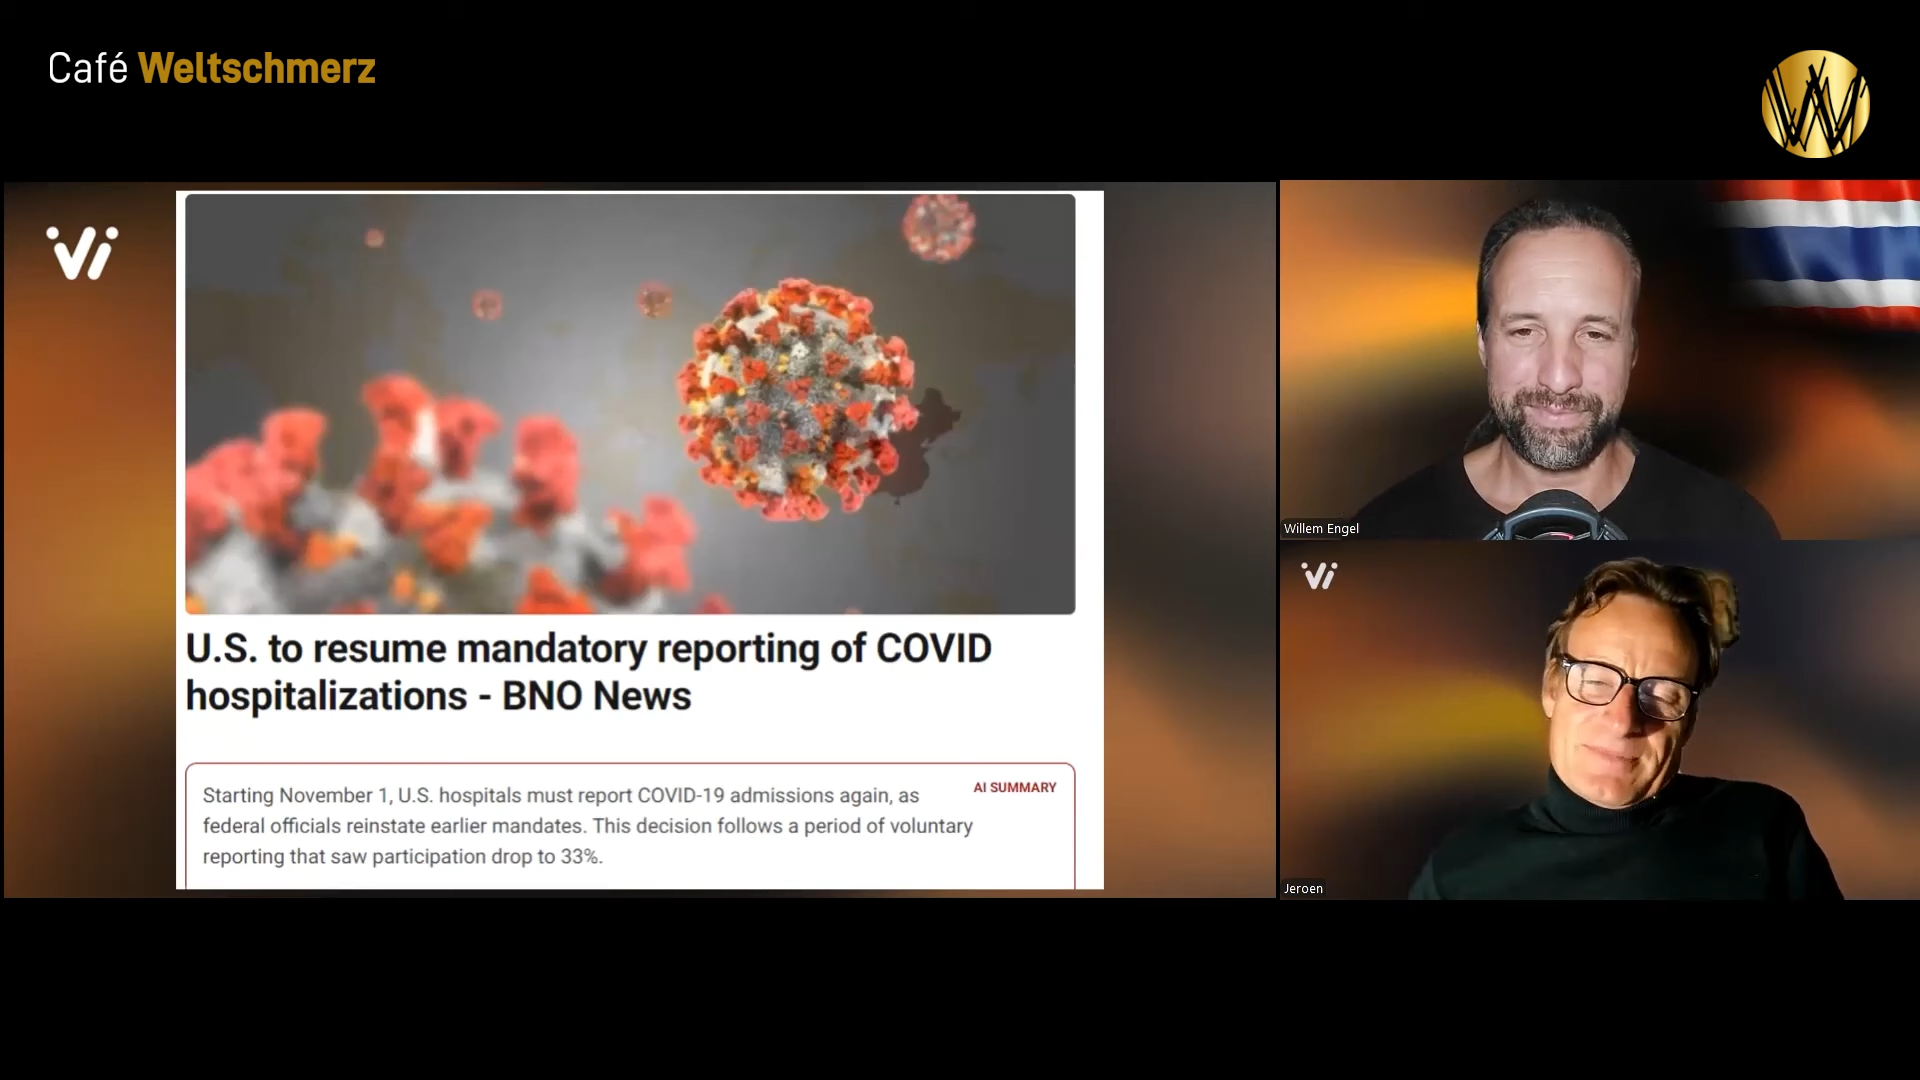 Café Weltschmerz
U.S. to resume mandatory reporting of COVID
hospitalizations - BNO News
AI SUMMARY
Starting November 1, U.S. hospitals must report COVID-19 admissions again, as
federal officials reinstate earlier mandates. This decision follows a period of voluntary
reporting that saw participation drop to 33%.
Willem Engel
Jeroen